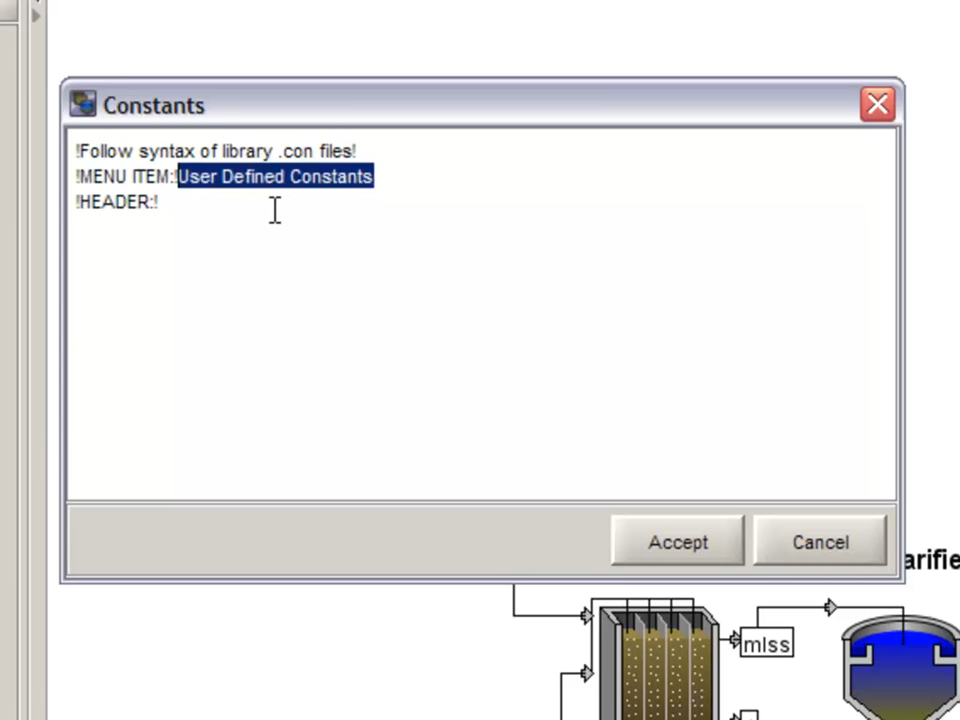 Constants
!Follow syntax of library .con files!
!MENU ITEM:!User Defined Constants
!HEADER:!
Accept Cancel
arifie
mlss